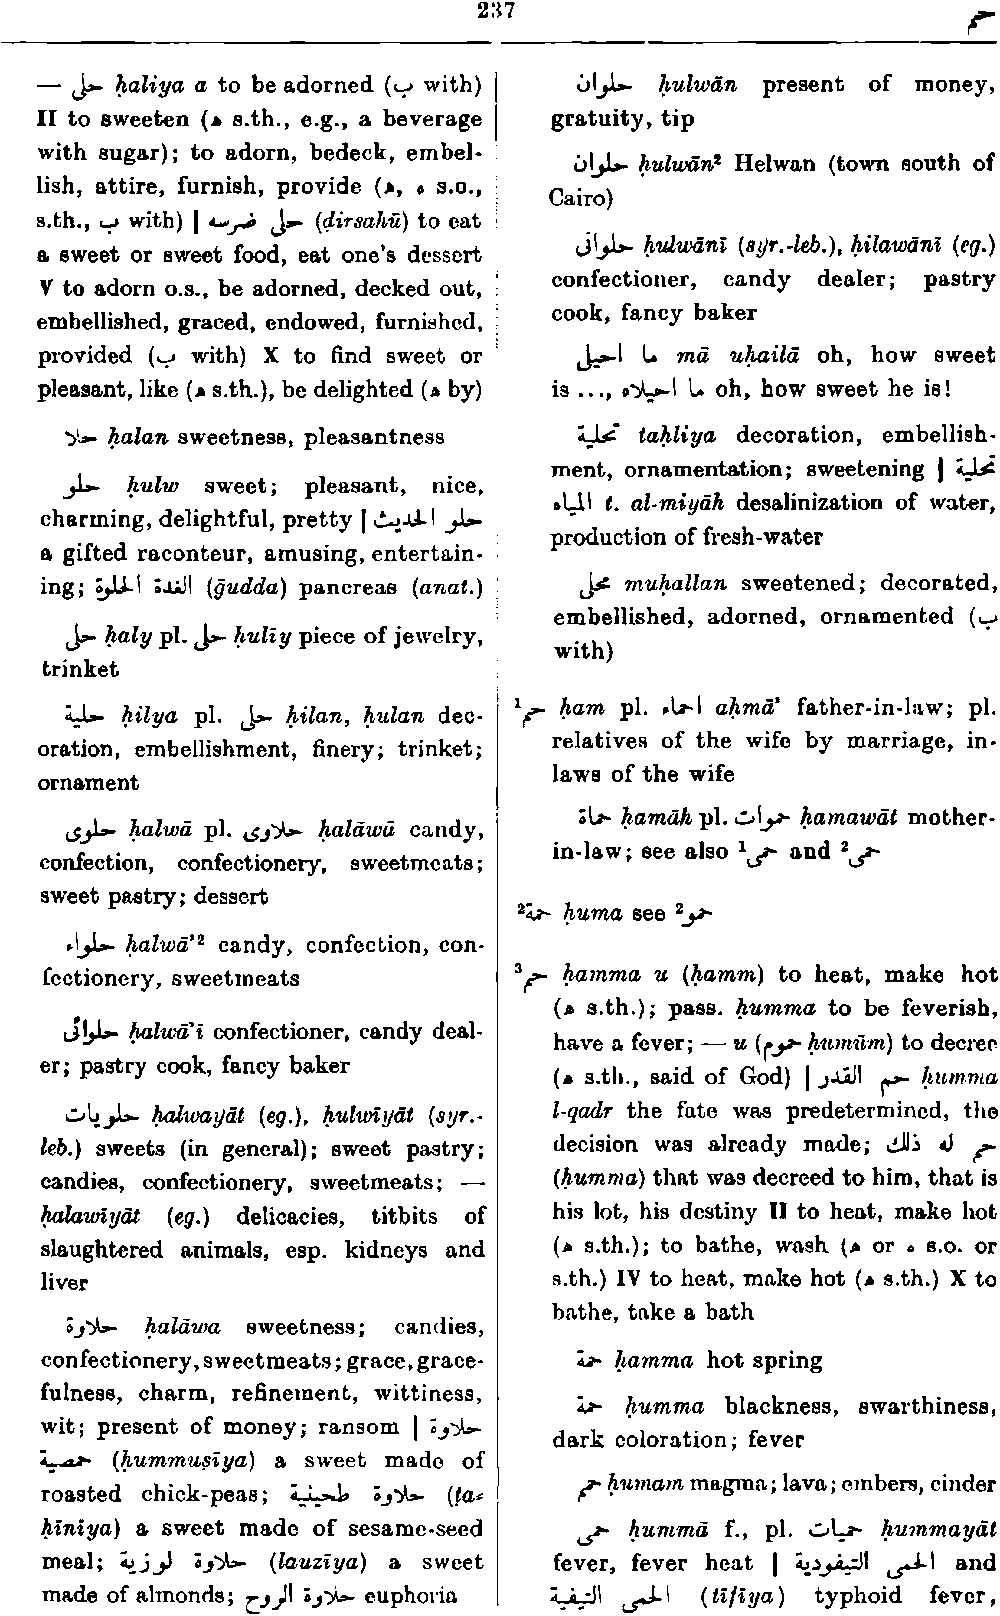 237
حم
— حلى ḥaliya a to be adorned (ب with)
II to sweeten (ه s.th., e.g., a beverage
with sugar); to adorn, bedeck, embel-
lish, attire, furnish, provide (ه, ه s.o.,
s.th., ب with) | حلى ضرسه (ḍirsahū) to eat
a sweet or sweet food, eat one's dessert
V to adorn o.s., be adorned, decked out,
embellished, graced, endowed, furnished,
provided (ب with) X to find sweet or
pleasant, like (ه s.th.), be delighted (ه by)
حلا ḥalan sweetness, pleasantness
حلو ḥulw sweet; pleasant, nice,
charming, delightful, pretty | حلو الحديث
a gifted raconteur, amusing, entertain-
ing; الغدة الحلوة (ḡudda) pancreas (anat.)
حلى ḥaly pl. حلى ḥulīy piece of jewelry,
trinket
حلية ḥilya pl. حلى ḥilan, ḥulan dec-
oration, embellishment, finery; trinket;
ornament
حلوى ḥalwā pl. حلاوى ḥalāwā candy,
confection, confectionery, sweetmeats;
sweet pastry; dessert
حلواء ḥalwā'² candy, confection, con-
fectionery, sweetmeats
حلوائى ḥalwā'ī confectioner, candy deal-
er; pastry cook, fancy baker
حلويات ḥalwayāt (eg.), ḥulwīyāt (syr.-
leb.) sweets (in general); sweet pastry;
candies, confectionery, sweetmeats; —
ḥalawīyāt (eg.) delicacies, titbits of
slaughtered animals, esp. kidneys and
liver
حلاوة ḥalāwa sweetness; candies,
confectionery, sweetmeats; grace, grace-
fulness, charm, refinement, wittiness,
wit; present of money; ransom | حلاوة
حمصية (ḥummuṣīya) a sweet made of
roasted chick-peas; حلاوة طحينية (ṭa-
ḥīnīya) a sweet made of sesame-seed
meal; حلاوة لوزية (lauzīya) a sweet
made of almonds; حلاوة الروح euphoria
حلوان ḥulwān present of money,
gratuity, tip
حلوان ḥulwān² Helwan (town south of
Cairo)
حلوانى ḥulwānī (syr.-leb.), ḥilawānī (eg.)
confectioner, candy dealer; pastry
cook, fancy baker
ما احيلى mā uḥailā oh, how sweet
is ..., ما احيلاه oh, how sweet he is!
تحلية taḥliya decoration, embellish-
ment, ornamentation; sweetening | تحلية
المياه t. al-miyāh desalinization of water,
production of fresh-water
محلى muḥallan sweetened; decorated,
embellished, adorned, ornamented (ب
with)
¹حم ḥam pl. احماء aḥmā' father-in-law; pl.
relatives of the wife by marriage, in-
laws of the wife
حماة ḥamāh pl. حموات ḥamawāt mother-
in-law; see also ¹حمى and ²حمى
²حمة ḥuma see ²حمو
³حم ḥamma u (ḥamm) to heat, make hot
(ه s.th.); pass. ḥumma to be feverish,
have a fever; — u (حموم ḥumūm) to decree
(ه s.th., said of God) | حم القدر ḥumma
l-qadr the fate was predetermined, the
decision was already made; حم له ذلك
(ḥumma) that was decreed to him, that is
his lot, his destiny II to heat, make hot
(ه s.th.); to bathe, wash (ه or ه s.o. or
s.th.) IV to heat, make hot (ه s.th.) X to
bathe, take a bath
حمة ḥamma hot spring
حمة ḥumma blackness, swarthiness,
dark coloration; fever
حمم ḥumam magma; lava; embers, cinder
حمى ḥummā f., pl. حميات ḥummayāt
fever, fever heat | الحمى التيفودية and
الحمى التيفية (tīfīya) typhoid fever,